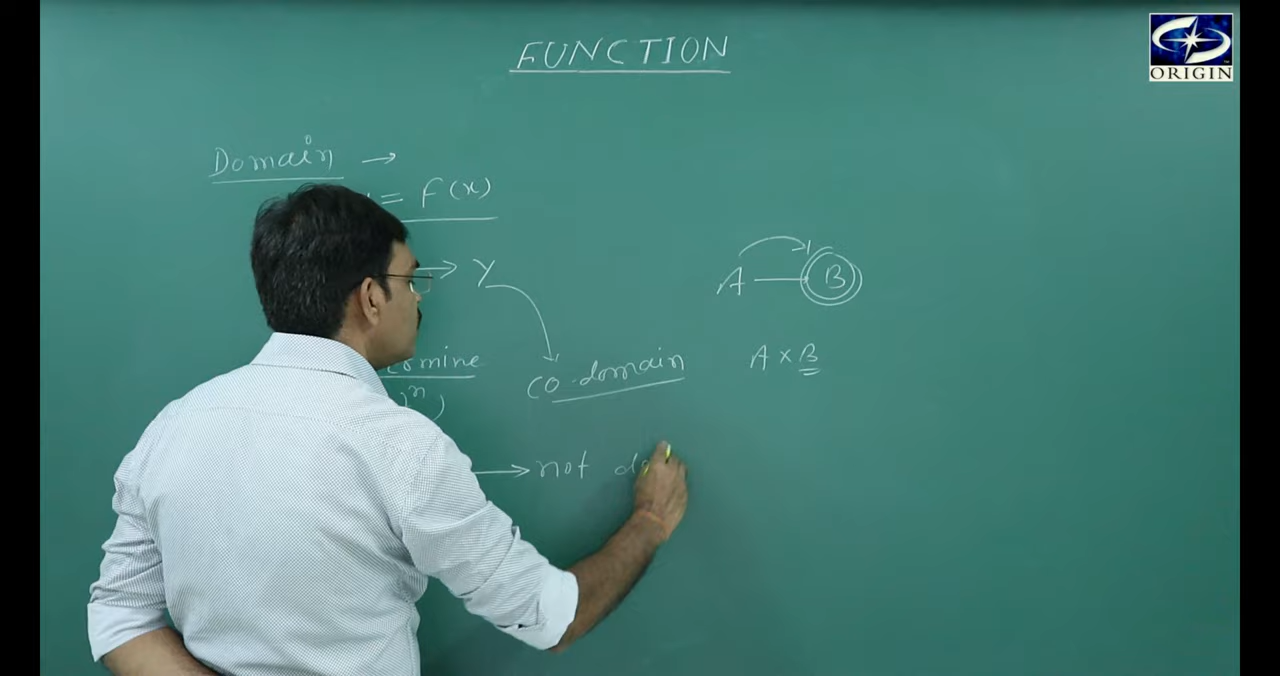 FUNCTION
ORIGIN
Domain →
= F(x)
→ Y
A → B
Co-domain
A × B
→ not